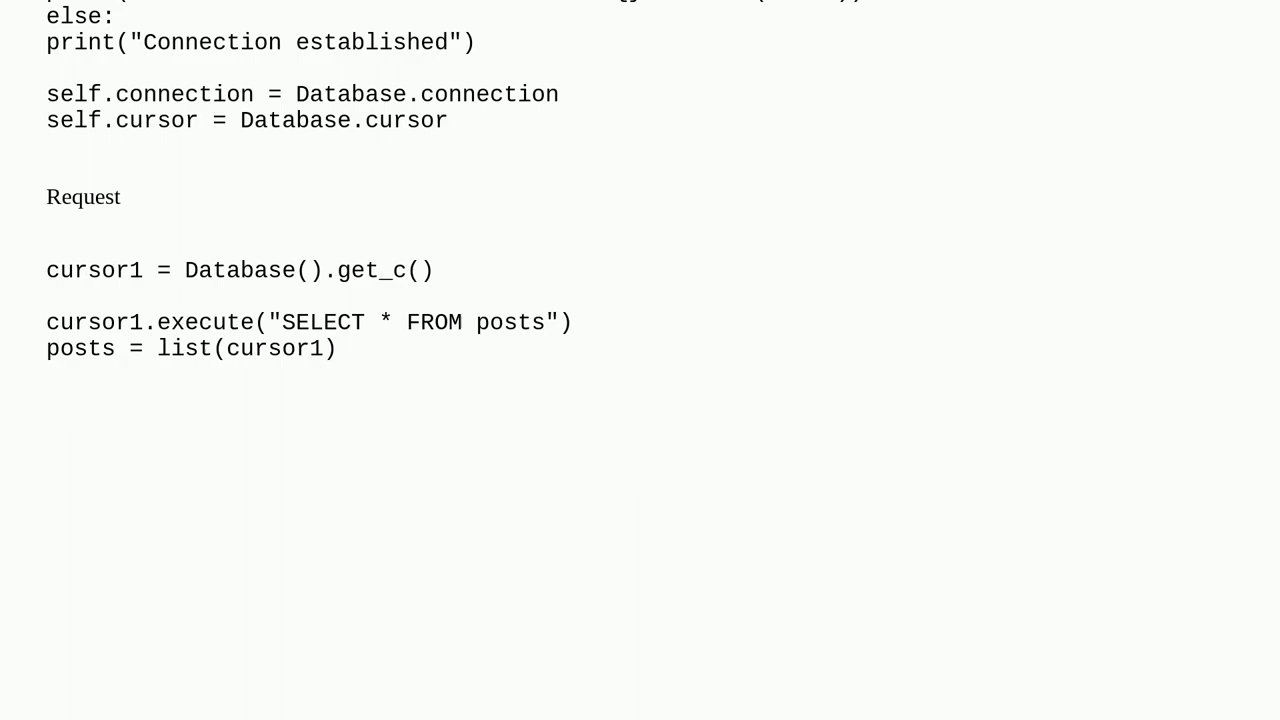 else:
print("Connection established")
self.connection = Database.connection
self.cursor = Database.cursor
Request
cursor1 = Database().get_c()
cursor1.execute("SELECT * FROM posts")
posts = list(cursor1)